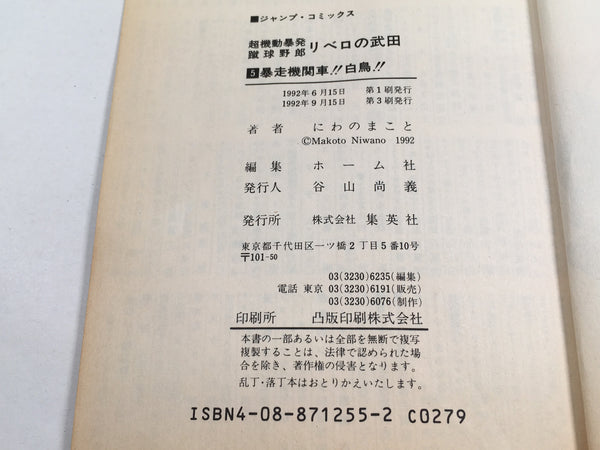 ■ジャンプ・コミックス
超機動暴発
蹴球野郎 リベロの武田
5 暴走機関車!!白鳥!!
1992年6月15日 第1刷発行
1992年9月15日 第3刷発行
著者 にわのまこと
©Makoto Niwano 1992
編集 ホーム社
発行人 谷山尚義
発行所 株式会社 集英社
東京都千代田区一ツ橋2丁目5番10号
〒101-50
03(3230)6235(編集)
電話 東京 03(3230)6191(販売)
03(3230)6076(制作)
印刷所 凸版印刷株式会社
本書の一部あるいは全部を無断で複写
複製することは、法律で認められた場
合を除き、著作権の侵害となります。
乱丁・落丁本はおとりかえいたします。
ISBN4-08-871255-2 C0279